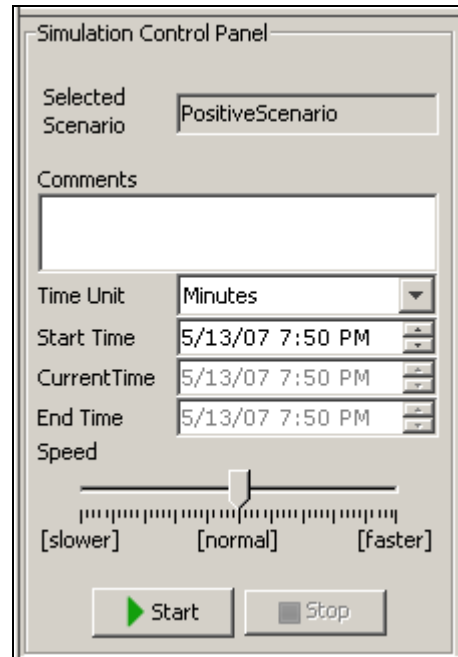 Simulation Control Panel
Selected
Scenario
PositiveScenario
Comments
Time Unit Minutes
Start Time 5/13/07 7:50 PM
CurrentTime 5/13/07 7:50 PM
End Time 5/13/07 7:50 PM
Speed
[slower] [normal] [faster]
Start Stop